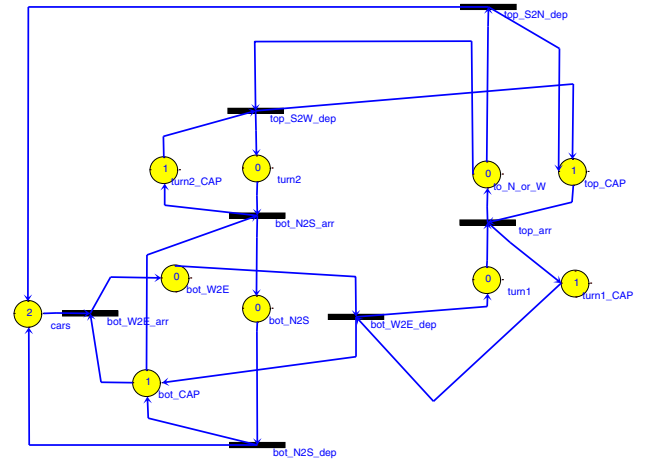 top_S2N_dep
top_S2W_dep
1
turn2_CAP
0
turn2
0
to_N_or_W
1
top_CAP
bot_N2S_arr
top_arr
0
bot_W2E
0
turn1
1
turn1_CAP
2
cars
bot_W2E_arr
0
bot_N2S
bot_W2E_dep
1
bot_CAP
bot_N2S_dep